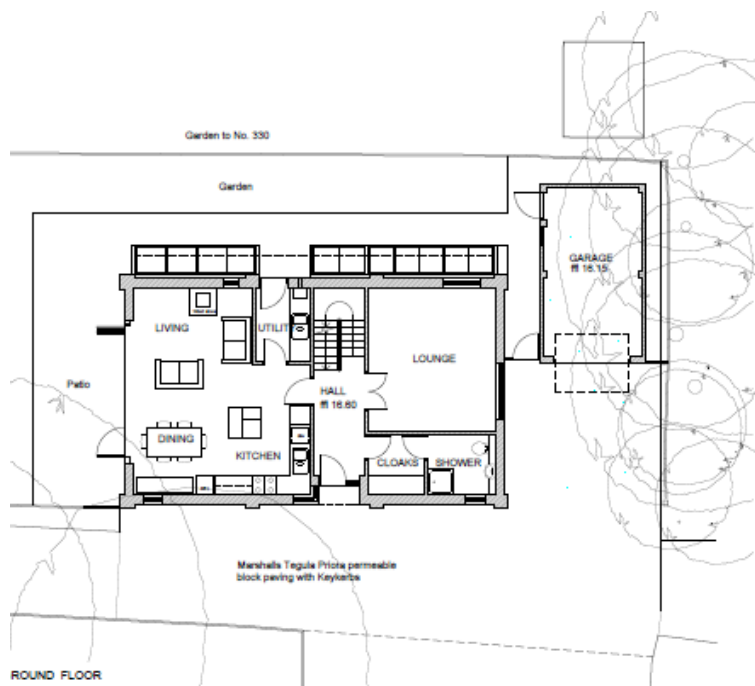 Garden to No. 330
Garden
GARAGE
ffl 16.15
LIVING
UTILIT
LOUNGE
Patio
HALL
ffl 16.60
DINING
KITCHEN
CLOAKS
SHOWER
Marshalls Tegula Priora permeable
block paving with Keykerbs
ROUND FLOOR